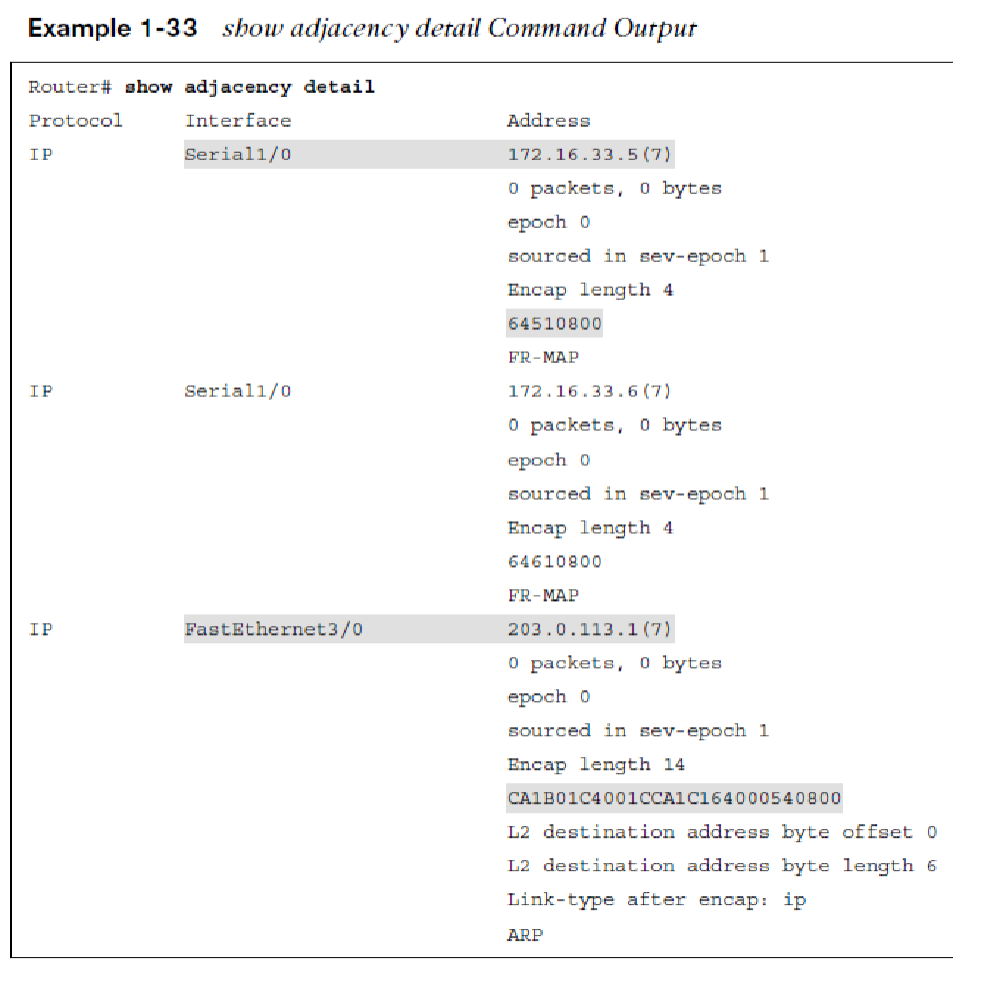 Example 1-33 show adjacency detail Command Output
Router# show adjacency detail
Protocol Interface Address
IP Serial1/0 172.16.33.5(7)
0 packets, 0 bytes
epoch 0
sourced in sev-epoch 1
Encap length 4
64510800
FR-MAP
IP Serial1/0 172.16.33.6(7)
0 packets, 0 bytes
epoch 0
sourced in sev-epoch 1
Encap length 4
64610800
FR-MAP
IP FastEthernet3/0 203.0.113.1(7)
0 packets, 0 bytes
epoch 0
sourced in sev-epoch 1
Encap length 14
CA1B01C4001CCA1C164000540800
L2 destination address byte offset 0
L2 destination address byte length 6
Link-type after encap: ip
ARP